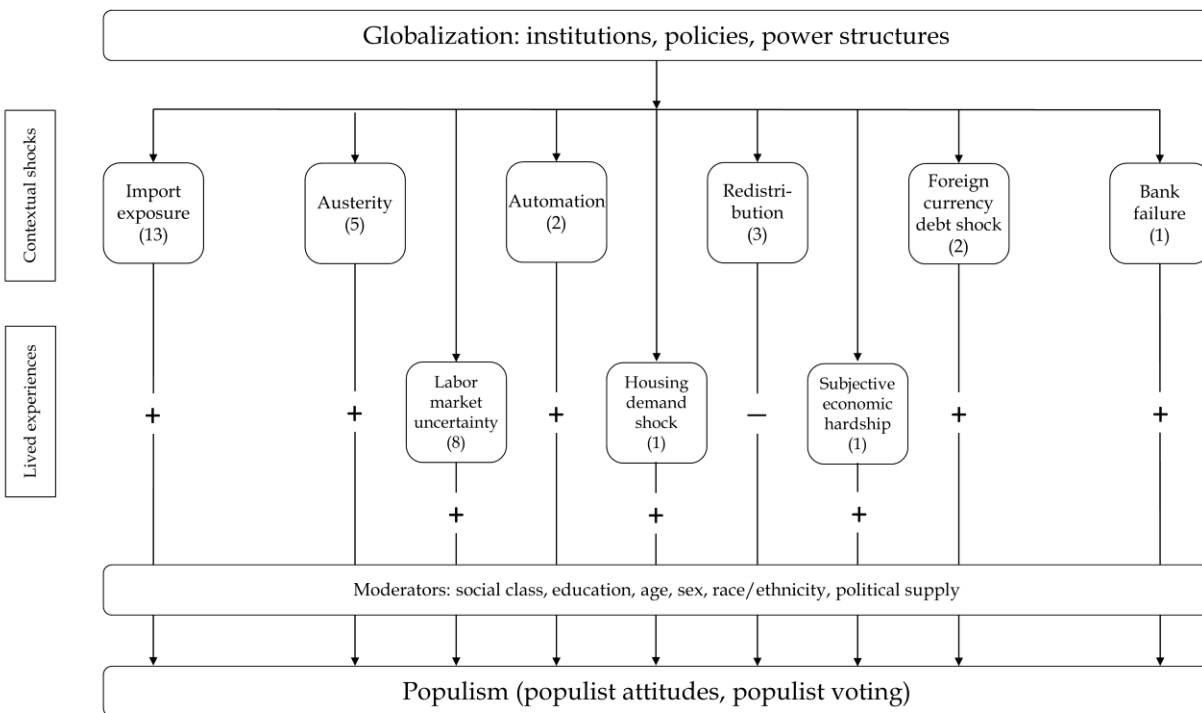 Globalization: institutions, policies, power structures
Contextual shocks
Import
exposure
(13)
Austerity
(5)
Automation
(2)
Redistri-
bution
(3)
Foreign
currency
debt shock
(2)
Bank
failure
(1)
Lived experiences
Labor
market
uncertainty
(8)
Housing
demand
shock
(1)
Subjective
economic
hardship
(1)
+
+
+
—
+
+
+
+
+
Moderators: social class, education, age, sex, race/ethnicity, political supply
Populism (populist attitudes, populist voting)